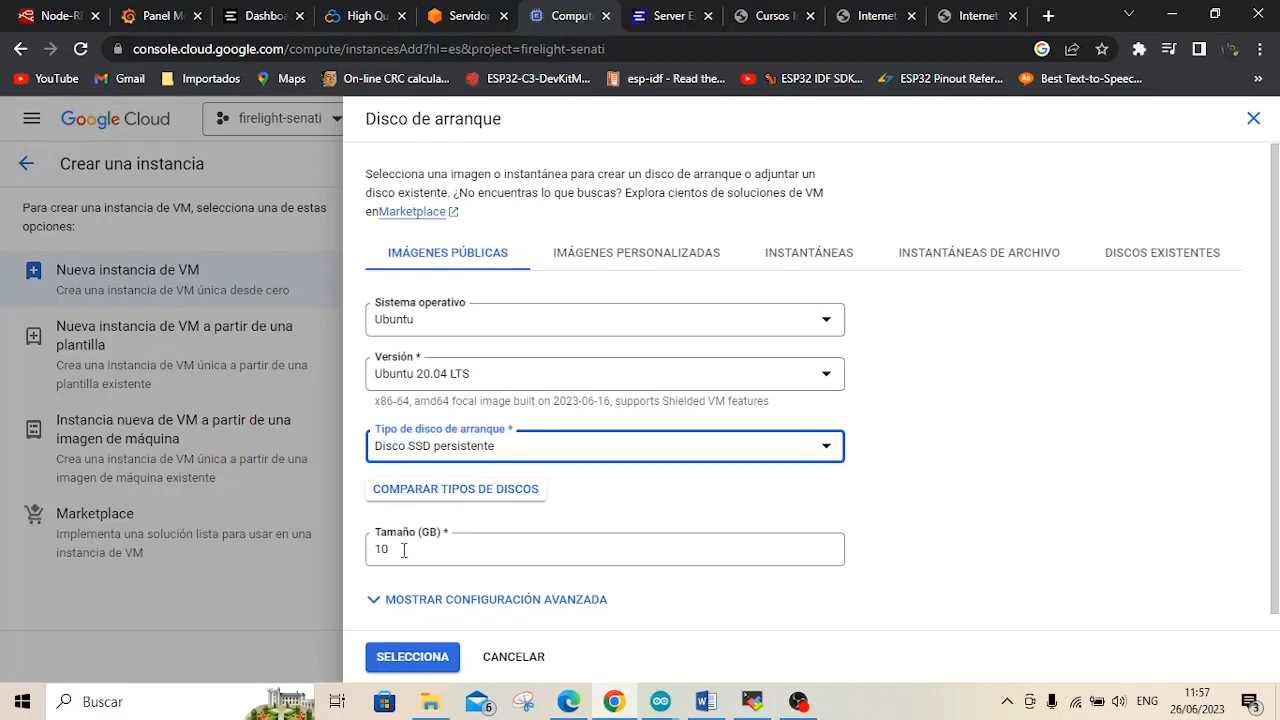 Node-RE
Panel M
Dashbo
High Qu
Servidor
Compute
Server Es
Curos In
Internet
Internet
console.cloud.google.com/compute/instancesAdd?hl=es&project=firelight-senati
YouTube
Gmail
Importados
Maps
On-line CRC calcula...
ESP32-C3-DevKitM...
esp-idf - Read the...
ESP32 IDF SDK...
ESP32 Pinout Refer...
Best Text-to-Speec...
»
Google Cloud
firelight-senati
Crear una instancia
Para crear una instancia de VM, selecciona una de estas
opciones:
Nueva instancia de VM
Crea una instancia de VM única desde cero
Nueva instancia de VM a partir de una
plantilla
Crea una instancia de VM única a partir de una
plantilla existente
Instancia nueva de VM a partir de una
imagen de máquina
Crea una instancia de VM única a partir de una
imagen de máquina existente
Marketplace
Implementa una solución lista para usar en una
instancia de VM
Disco de arranque
Selecciona una imagen o instantánea para crear un disco de arranque o adjuntar un
disco existente. ¿No encuentras lo que buscas? Explora cientos de soluciones de VM
enMarketplace
IMÁGENES PÚBLICAS
IMÁGENES PERSONALIZADAS
INSTANTÁNEAS
INSTANTÁNEAS DE ARCHIVO
DISCOS EXISTENTES
Sistema operativo
Ubuntu
Versión *
Ubuntu 20.04 LTS
x86-64, amd64 focal image built on 2023-06-16, supports Shielded VM features
Tipo de disco de arranque *
Disco SSD persistente
COMPARAR TIPOS DE DISCOS
Tamaño (GB) *
10
MOSTRAR CONFIGURACIÓN AVANZADA
SELECCIONA
CANCELAR
Buscar
6
ENG
11:57
26/06/2023
3